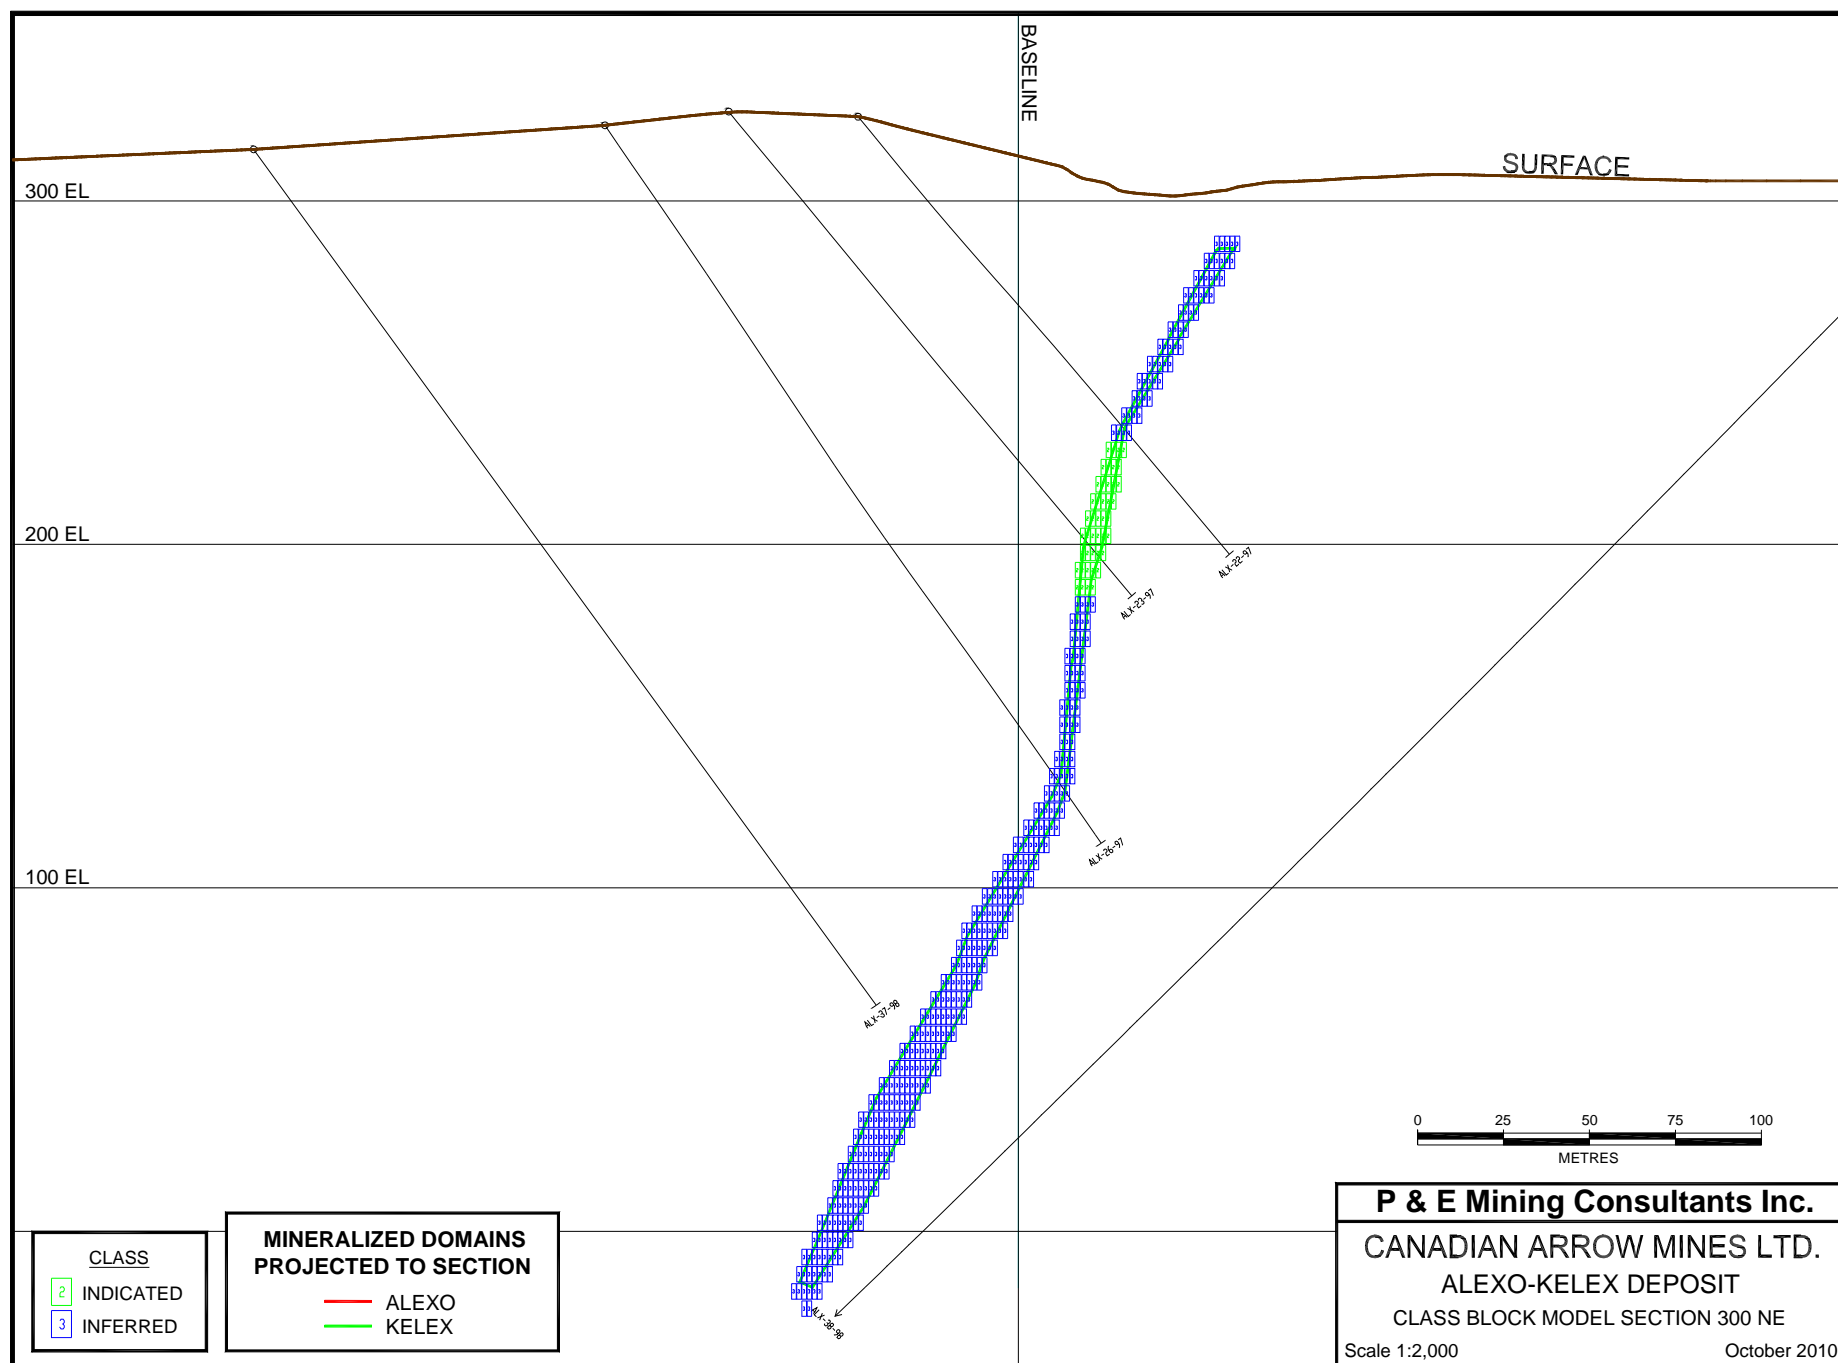 BASELINE
SURFACE
300 EL
200 EL
ALX-22-97
ALX-23-97
ALX-26-97
100 EL
ALX-37-98
0 25 50 75 100
METRES
P & E Mining Consultants Inc.
CANADIAN ARROW MINES LTD.
ALEXO-KELEX DEPOSIT
CLASS BLOCK MODEL SECTION 300 NE
Scale 1:2,000 October 2010
CLASS
2 INDICATED
3 INFERRED
MINERALIZED DOMAINS
PROJECTED TO SECTION
ALEXO
KELEX
ALX-38-98